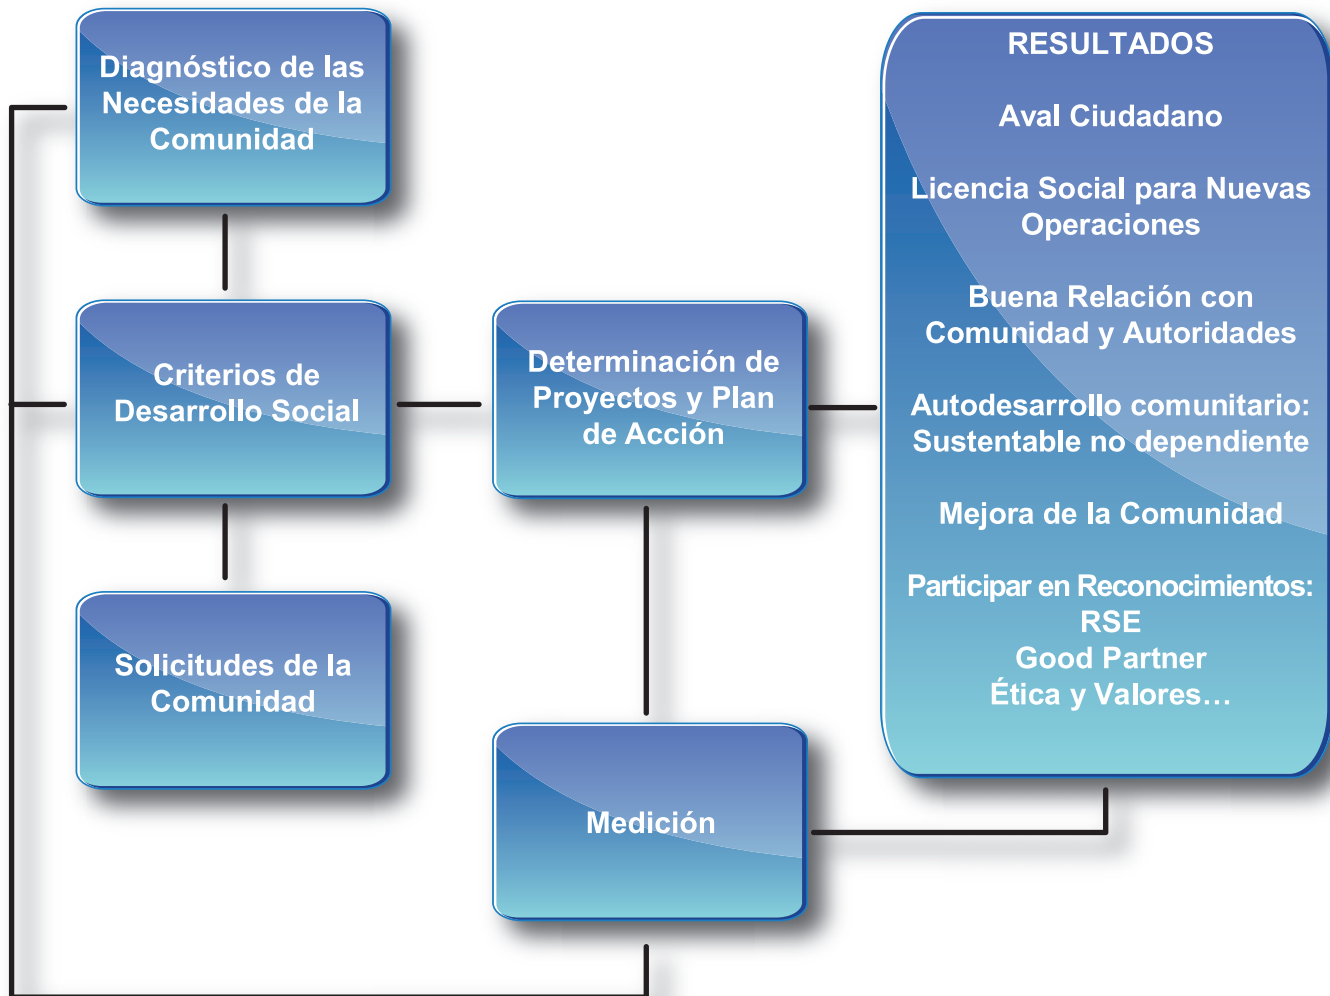 Diagnóstico de las
Necesidades de la
Comunidad
Criterios de
Desarrollo Social
Solicitudes de la
Comunidad
Determinación de
Proyectos y Plan
de Acción
Medición
RESULTADOS
Aval Ciudadano
Licencia Social para Nuevas
Operaciones
Buena Relación con
Comunidad y Autoridades
Autodesarrollo comunitario:
Sustentable no dependiente
Mejora de la Comunidad
Participar en Reconocimientos:
RSE
Good Partner
Ética y Valores…